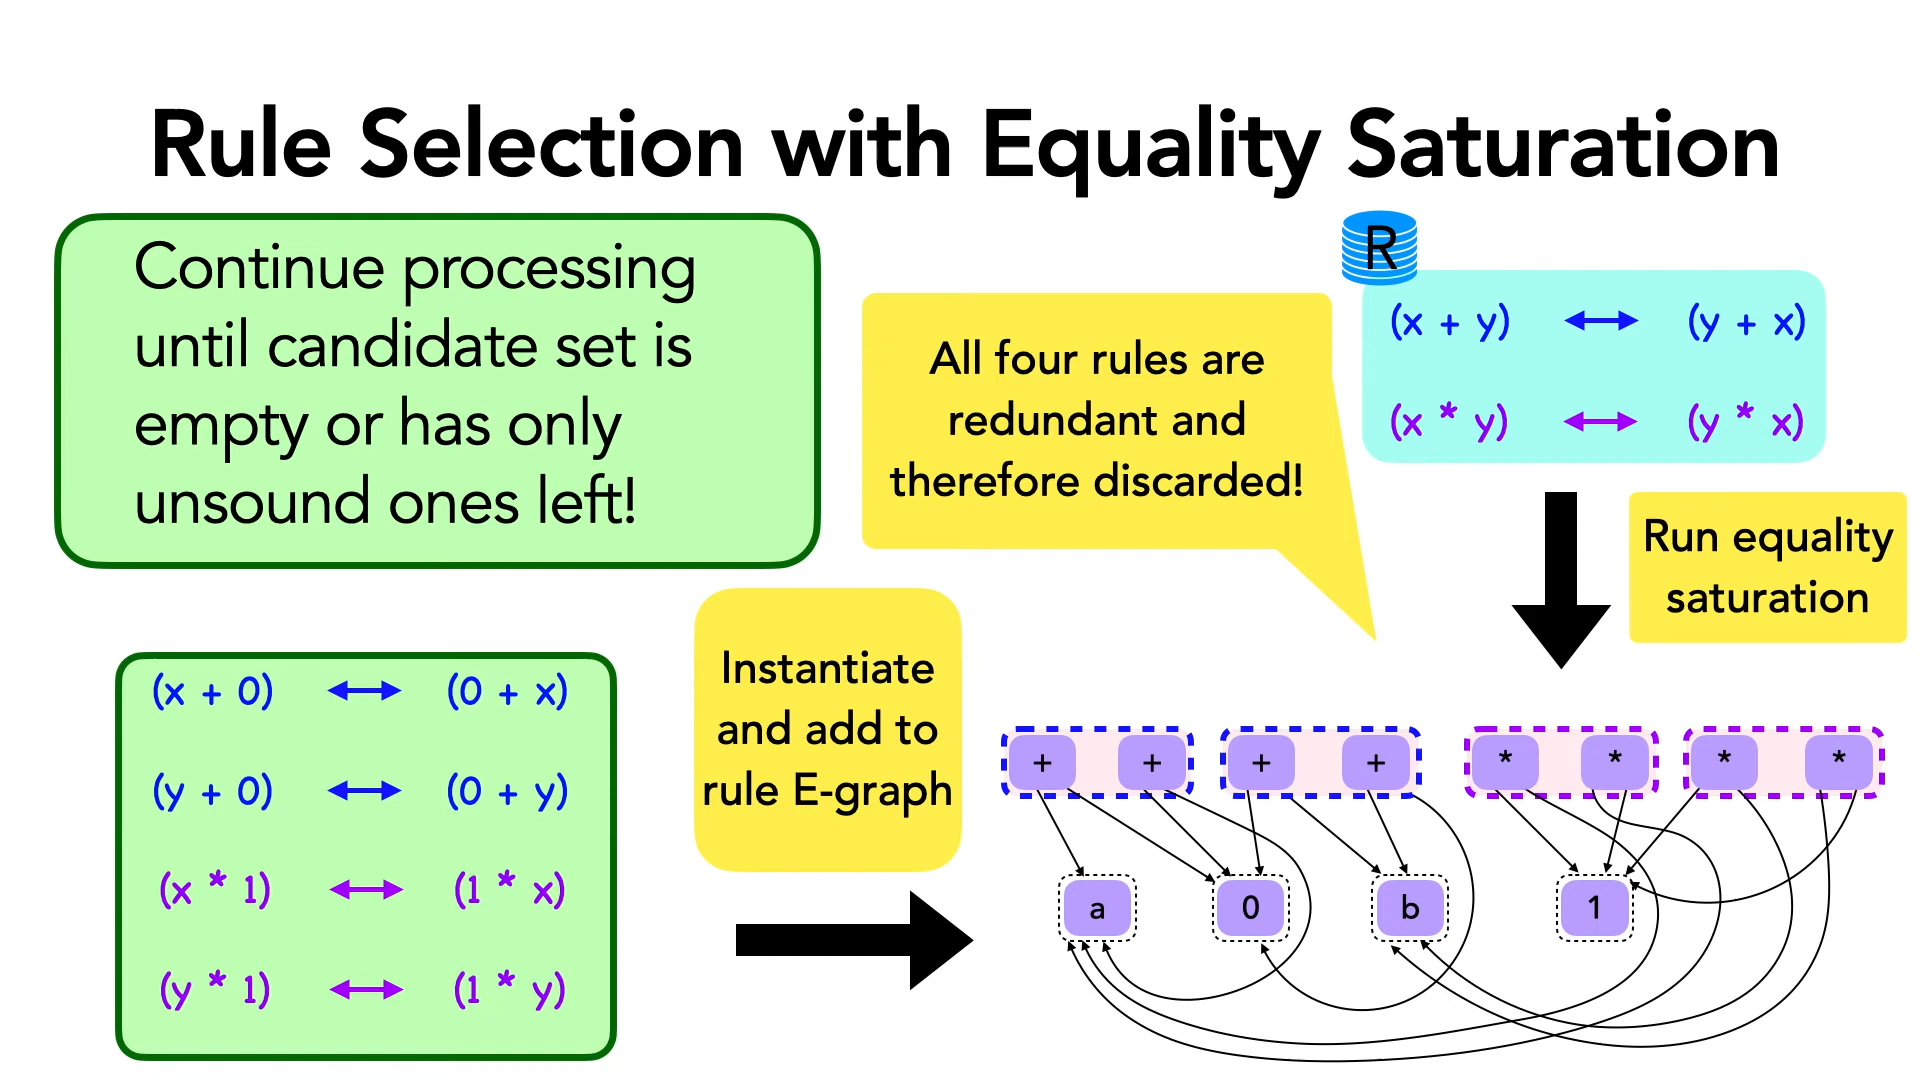 Rule Selection with Equality Saturation
Continue processing
until candidate set is
empty or has only
unsound ones left!
All four rules are
redundant and
therefore discarded!
R
(x + y) ↔ (y + x)
(x * y) ↔ (y * x)
Run equality
saturation
(x + 0) ↔ (0 + x)
(y + 0) ↔ (0 + y)
(x * 1) ↔ (1 * x)
(y * 1) ↔ (1 * y)
Instantiate
and add to
rule E-graph
+ + + + * * * *
a 0 b 1